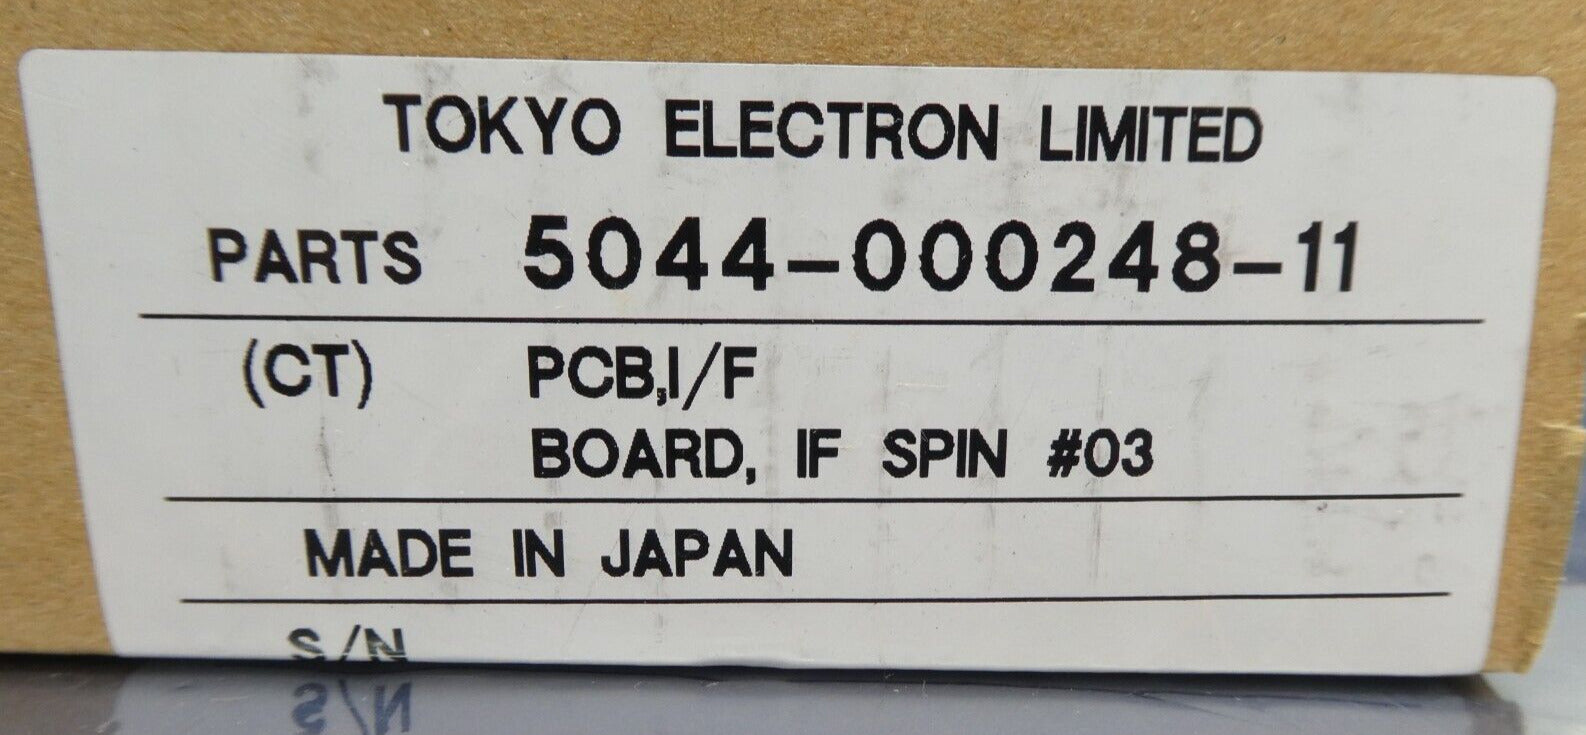 TOKYO ELECTRON LIMITED
PARTS 5044-000248-11
(CT) PCB,I/F
BOARD, IF SPIN #03
MADE IN JAPAN
S/N